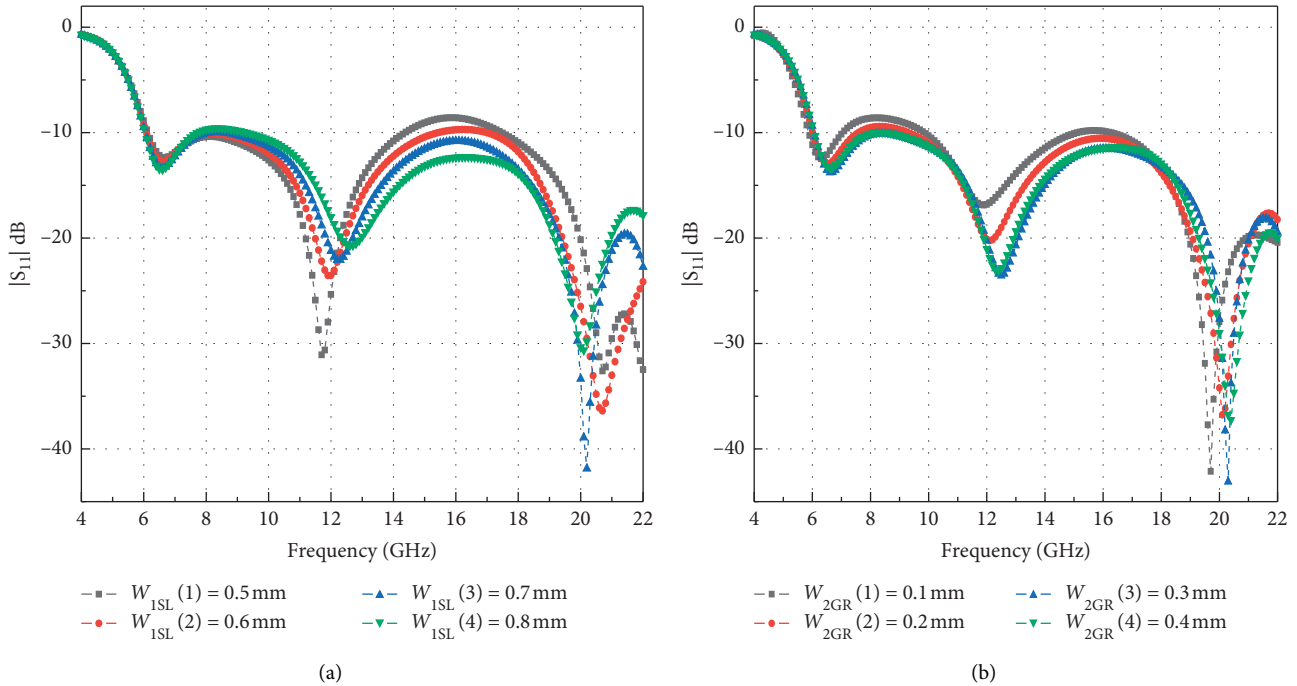 0
−10
−20
−30
−40
|S11| dB
4 6 8 10 12 14 16 18 20 22
Frequency (GHz)
W1SL (1) = 0.5 mm
W1SL (2) = 0.6 mm
W1SL (3) = 0.7 mm
W1SL (4) = 0.8 mm
(a)
0
−10
−20
−30
−40
|S11| dB
4 6 8 10 12 14 16 18 20 22
Frequency (GHz)
W2GR (1) = 0.1 mm
W2GR (2) = 0.2 mm
W2GR (3) = 0.3 mm
W2GR (4) = 0.4 mm
(b)